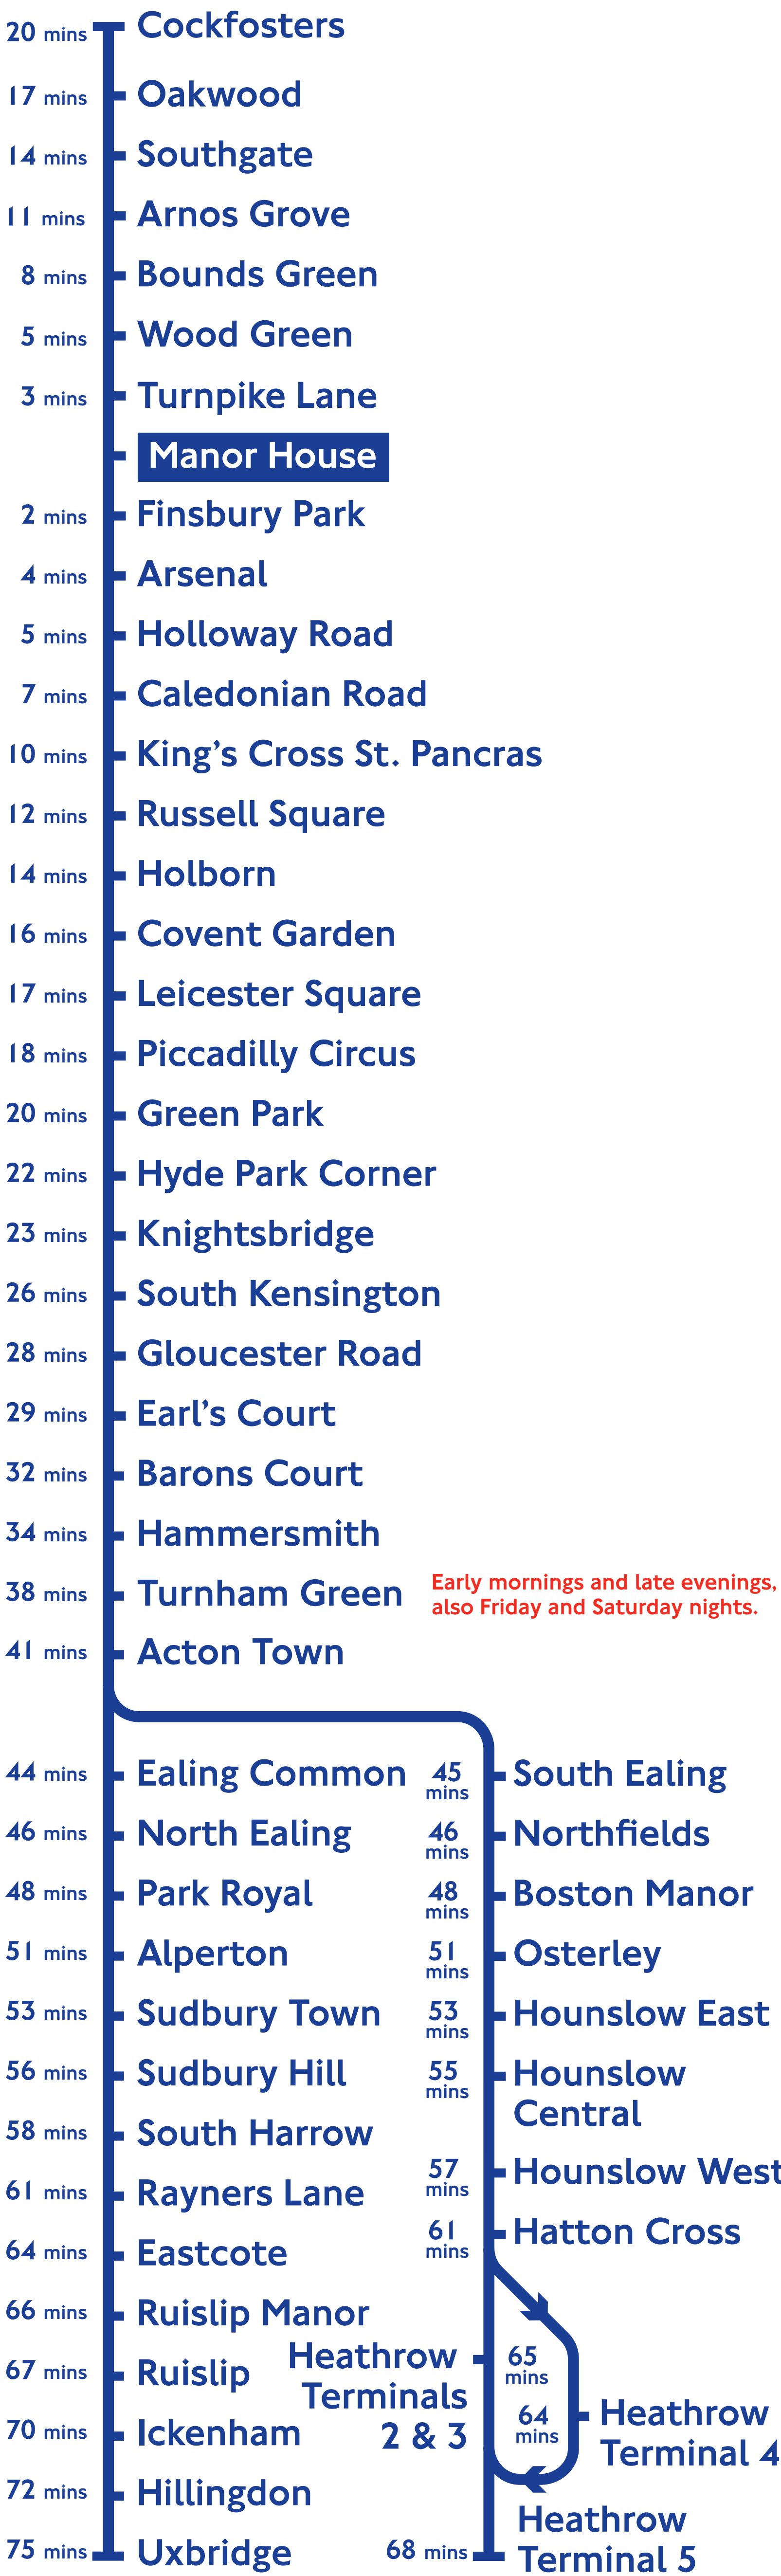 20 mins Cockfosters
17 mins Oakwood
14 mins Southgate
11 mins Arnos Grove
8 mins Bounds Green
5 mins Wood Green
3 mins Turnpike Lane
Manor House
2 mins Finsbury Park
4 mins Arsenal
5 mins Holloway Road
7 mins Caledonian Road
10 mins King's Cross St. Pancras
12 mins Russell Square
14 mins Holborn
16 mins Covent Garden
17 mins Leicester Square
18 mins Piccadilly Circus
20 mins Green Park
22 mins Hyde Park Corner
23 mins Knightsbridge
26 mins South Kensington
28 mins Gloucester Road
29 mins Earl's Court
32 mins Barons Court
34 mins Hammersmith
38 mins Turnham Green
Early mornings and late evenings,
also Friday and Saturday nights.
41 mins Acton Town
44 mins Ealing Common
46 mins North Ealing
48 mins Park Royal
51 mins Alperton
53 mins Sudbury Town
56 mins Sudbury Hill
58 mins South Harrow
61 mins Rayners Lane
64 mins Eastcote
66 mins Ruislip Manor
67 mins Ruislip
70 mins Ickenham
72 mins Hillingdon
75 mins Uxbridge
45 South Ealing
mins
46 Northfields
mins
48 Boston Manor
mins
51 Osterley
mins
53 Hounslow East
mins
55 Hounslow
mins
Central
57 Hounslow West
mins
61 Hatton Cross
mins
Heathrow 65
Terminals mins
2 & 3
64 Heathrow
mins Terminal 4
Heathrow
68 mins Terminal 5